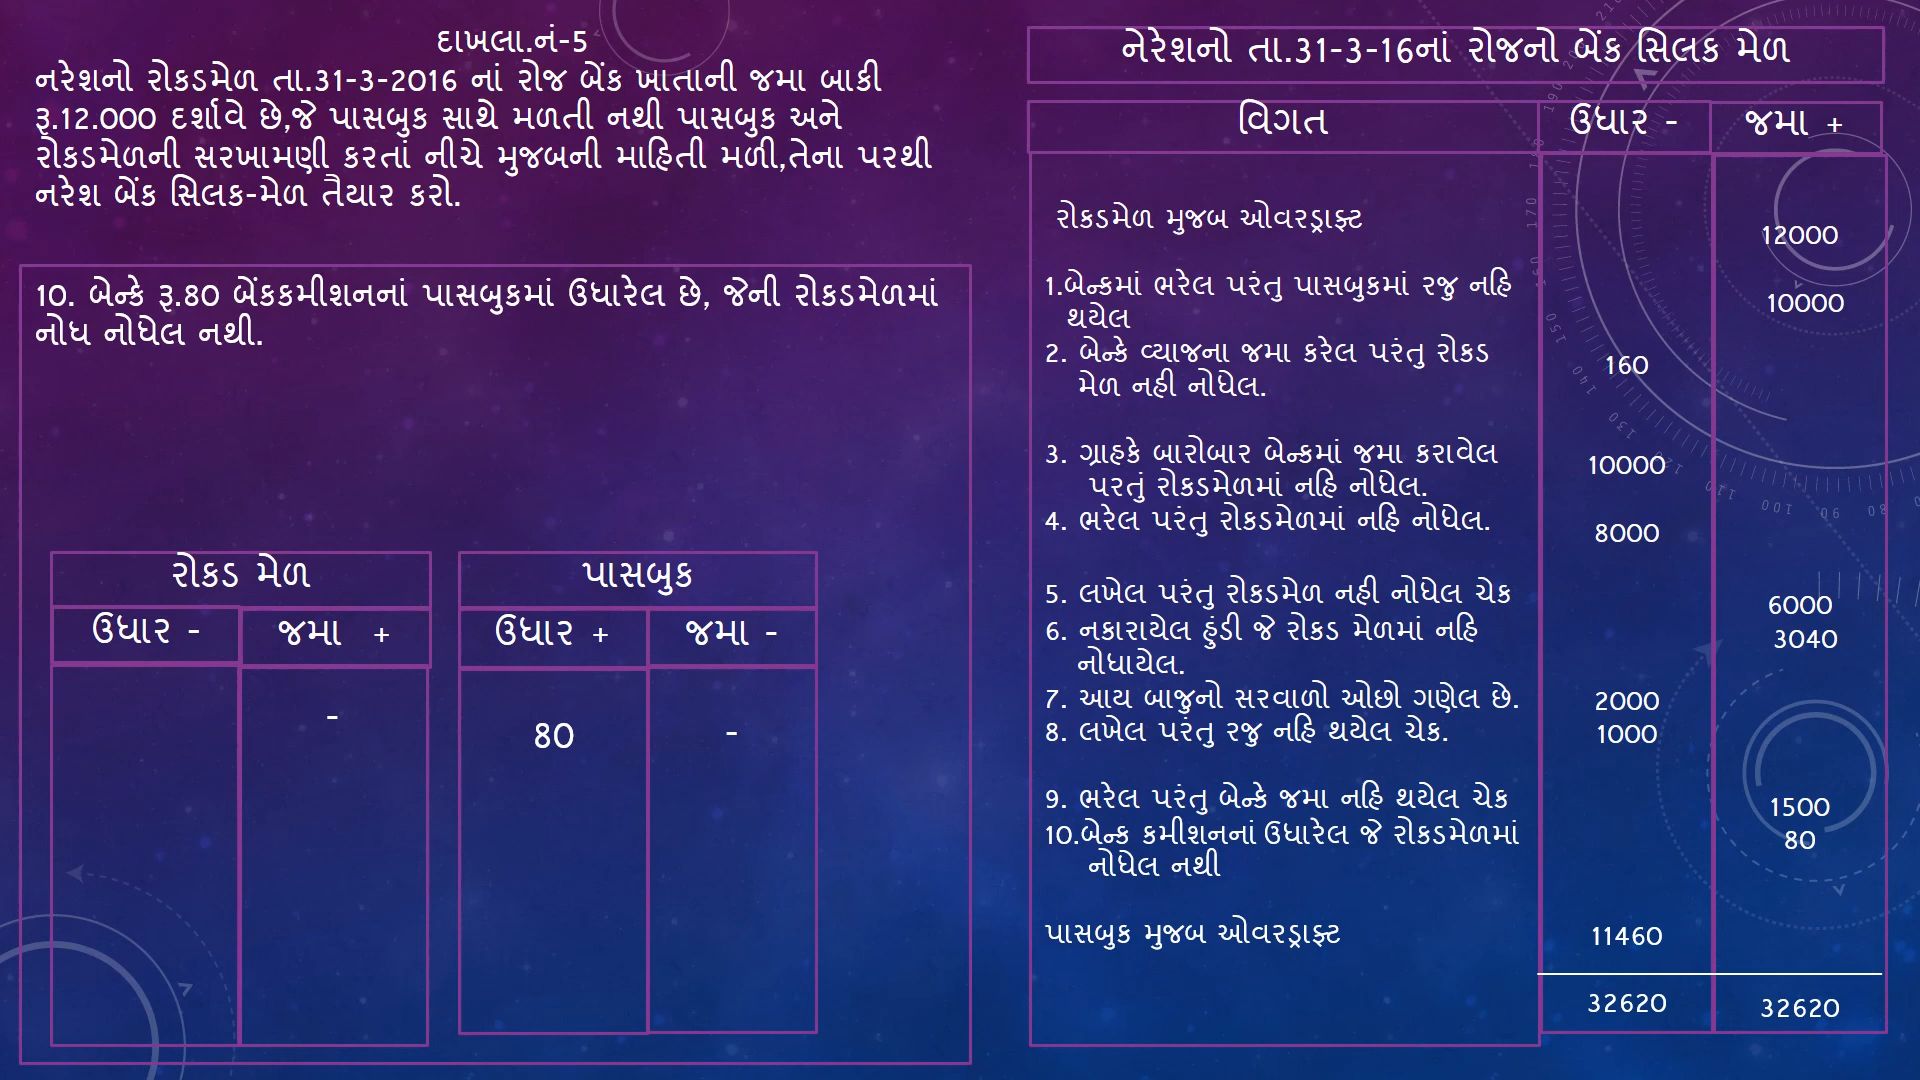 દાખલા.નં-5
નરેશનો રોકડમેળ તા.31-3-2016 નાં રોજ બેંક ખાતાની જમા બાકી
રૂ.12.000 દર્શાવે છે,જે પાસબુક સાથે મળતી નથી પાસબુક અને
રોકડમેળની સરખામણી કરતાં નીચે મુજબની માહિતી મળી,તેના પરથી
નરેશ બેંક સિલક-મેળ તૈયાર કરો.
10. બેન્કે રૂ.80 બેંકકમીશનનાં પાસબુકમાં ઉધારેલ છે, જેની રોકડમેળમાં
નોધ નોધેલ નથી.
રોકડ મેળ
ઉધાર -
જમા +
-
પાસબુક
ઉધાર +
જમા -
80
-
નેરેશનો તા.31-3-16નાં રોજનો બેંક સિલક મેળ
વિગત
ઉધાર -
જમા +
રોકડમેળ મુજબ ઓવરડ્રાફ્ટ
12000
1.બેન્કમાં ભરેલ પરંતુ પાસબુકમાં રજુ નહિ
10000
થયેલ
2. બેન્કે વ્યાજના જમા કરેલ પરંતુ રોકડ
160
મેળ નહી નોધેલ.
3. ગ્રાહકે બારોબાર બેન્કમાં જમા કરાવેલ
10000
પરતું રોકડમેળમાં નહિ નોધેલ.
4. ભરેલ પરંતુ રોકડમેળમાં નહિ નોધેલ.
8000
5. લખેલ પરંતુ રોકડમેળ નહી નોધેલ ચેક
6000
6. નકારાયેલ હુંડી જે રોકડ મેળમાં નહિ
3040
નોધાયેલ.
7. આય બાજુનો સરવાળો ઓછો ગણેલ છે.
2000
8. લખેલ પરંતુ રજુ નહિ થયેલ ચેક.
1000
9. ભરેલ પરંતુ બેન્કે જમા નહિ થયેલ ચેક
1500
10.બેન્ક કમીશનનાં ઉધારેલ જે રોકડમેળમાં
80
નોધેલ નથી
પાસબુક મુજબ ઓવરડ્રાફ્ટ
11460
32620
32620